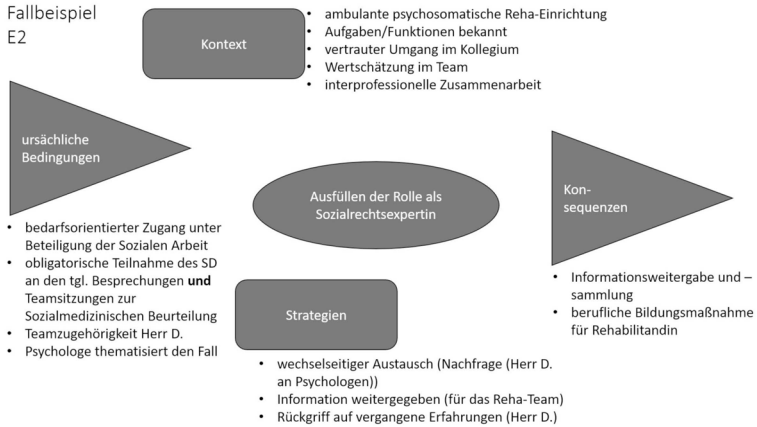 Fallbeispiel
E2
Kontext
• ambulante psychosomatische Reha-Einrichtung
• Aufgaben/Funktionen bekannt
• vertrauter Umgang im Kollegium
• Wertschätzung im Team
• interprofessionelle Zusammenarbeit
ursächliche
Bedingungen
• bedarfsorientierter Zugang unter
Beteiligung der Sozialen Arbeit
• obligatorische Teilnahme des SD
an den tgl. Besprechungen und
Teamsitzungen zur
Sozialmedizinischen Beurteilung
• Teamzugehörigkeit Herr D.
• Psychologe thematisiert den Fall
Ausfüllen der Rolle als
Sozialrechtsexpertin
Kon-
sequenzen
• Informationsweitergabe und –
sammlung
• berufliche Bildungsmaßnahme
für Rehabilitandin
Strategien
• wechselseitiger Austausch (Nachfrage (Herr D.
an Psychologen))
• Information weitergegeben (für das Reha-Team)
• Rückgriff auf vergangene Erfahrungen (Herr D.)